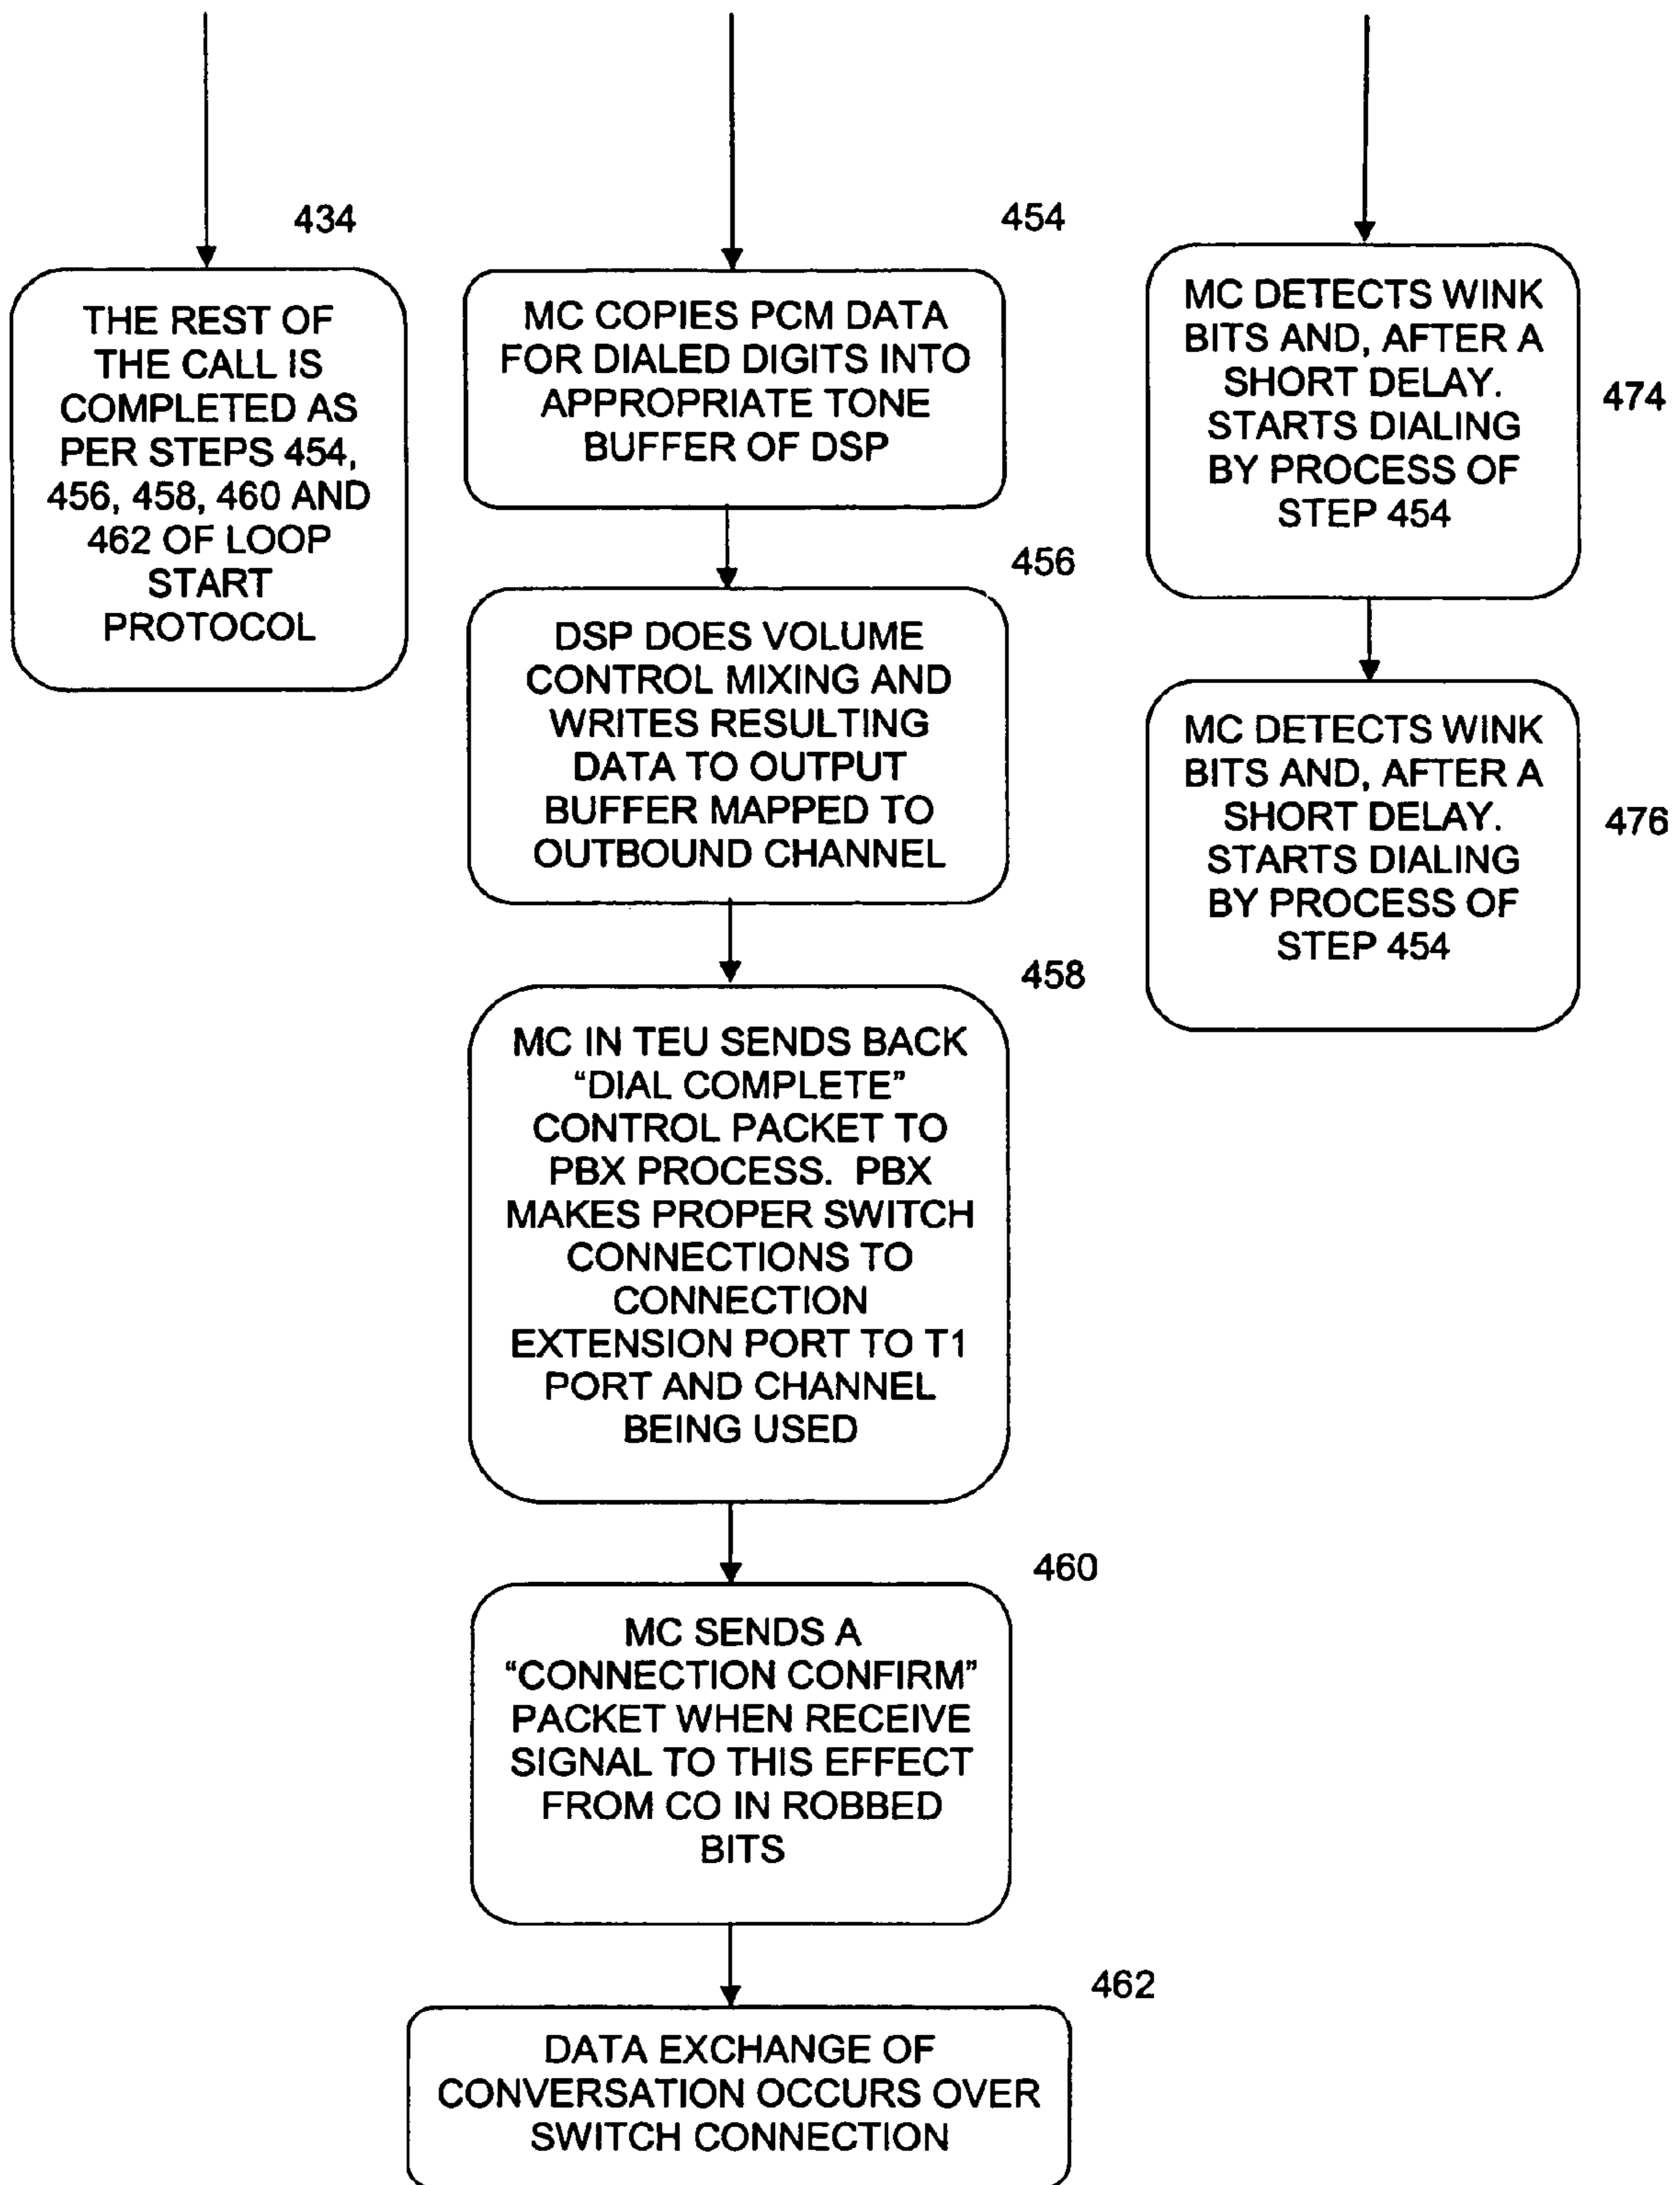 434
THE REST OF
THE CALL IS
COMPLETED AS
PER STEPS 454,
456, 458, 460 AND
462 OF LOOP
START
PROTOCOL
454
MC COPIES PCM DATA
FOR DIALED DIGITS INTO
APPROPRIATE TONE
BUFFER OF DSP
456
DSP DOES VOLUME
CONTROL MIXING AND
WRITES RESULTING
DATA TO OUTPUT
BUFFER MAPPED TO
OUTBOUND CHANNEL
458
MC IN TEU SENDS BACK
“DIAL COMPLETE”
CONTROL PACKET TO
PBX PROCESS. PBX
MAKES PROPER SWITCH
CONNECTIONS TO
CONNECTION
EXTENSION PORT TO T1
PORT AND CHANNEL
BEING USED
460
MC SENDS A
“CONNECTION CONFIRM”
PACKET WHEN RECEIVE
SIGNAL TO THIS EFFECT
FROM CO IN ROBBED
BITS
462
DATA EXCHANGE OF
CONVERSATION OCCURS OVER
SWITCH CONNECTION
MC DETECTS WINK
BITS AND, AFTER A
SHORT DELAY.
STARTS DIALING
BY PROCESS OF
STEP 454
474
MC DETECTS WINK
BITS AND, AFTER A
SHORT DELAY.
STARTS DIALING
BY PROCESS OF
STEP 454
476